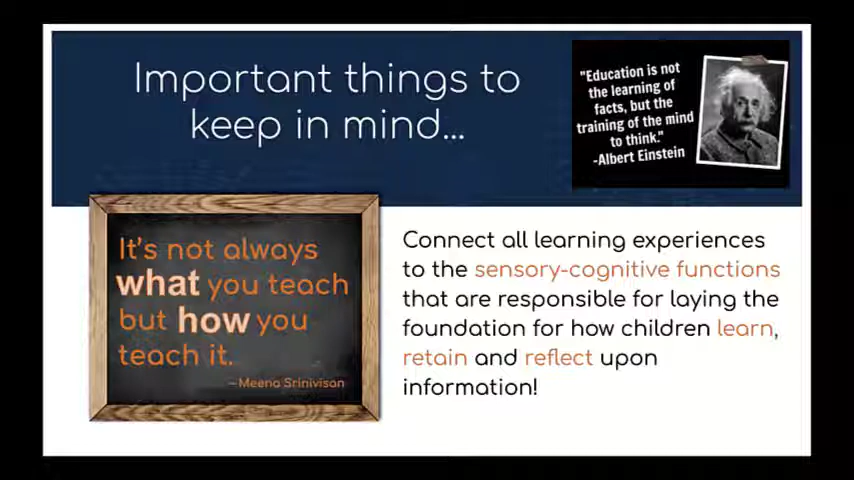 Important things to
keep in mind...
"Education is not
the learning of
facts, but the
training of the mind
to think."
-Albert Einstein
It's not always
what you teach
but how you
teach it.
—Meena Srinivisan
Connect all learning experiences
to the sensory-cognitive functions
that are responsible for laying the
foundation for how children learn,
retain and reflect upon
information!